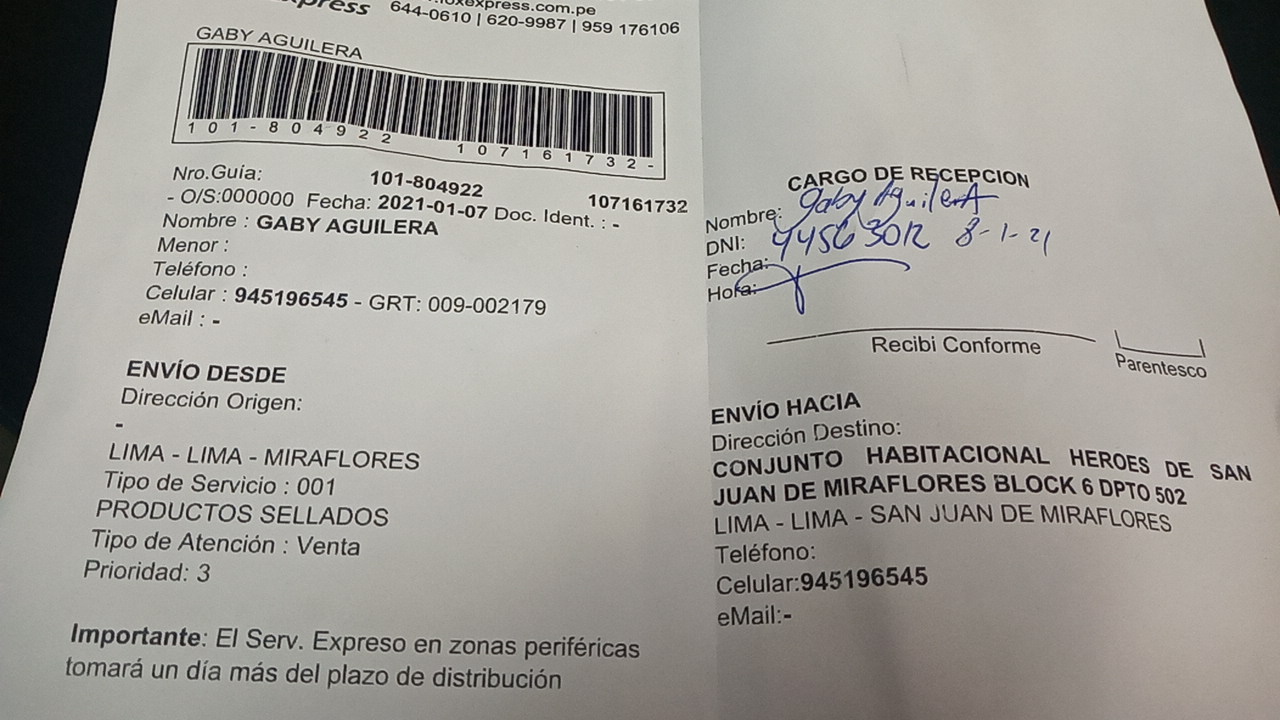 644-0610 | 620-9987 | 959 176106
GABY AGUILERA
101-804922 107161732-
Nro.Guía: 101-804922 107161732
- O/S:000000 Fecha: 2021-01-07 Doc. Ident. : -
Nombre : GABY AGUILERA
Menor :
Teléfono :
Celular : 945196545 - GRT: 009-002179
eMail : -
ENVÍO DESDE
Dirección Origen:
-
LIMA - LIMA - MIRAFLORES
Tipo de Servicio : 001
PRODUCTOS SELLADOS
Tipo de Atención : Venta
Prioridad: 3
Importante: El Serv. Expreso en zonas periféricas
tomará un día más del plazo de distribución
CARGO DE RECEPCION
Nombre: Gaby Aguilera
DNI: 44563012 8-1-21
Fecha:
Hora:
Recibi Conforme
Parentesco
ENVÍO HACIA
Dirección Destino:
CONJUNTO HABITACIONAL HEROES DE SAN
JUAN DE MIRAFLORES BLOCK 6 DPTO 502
LIMA - LIMA - SAN JUAN DE MIRAFLORES
Teléfono:
Celular:945196545
eMail:-